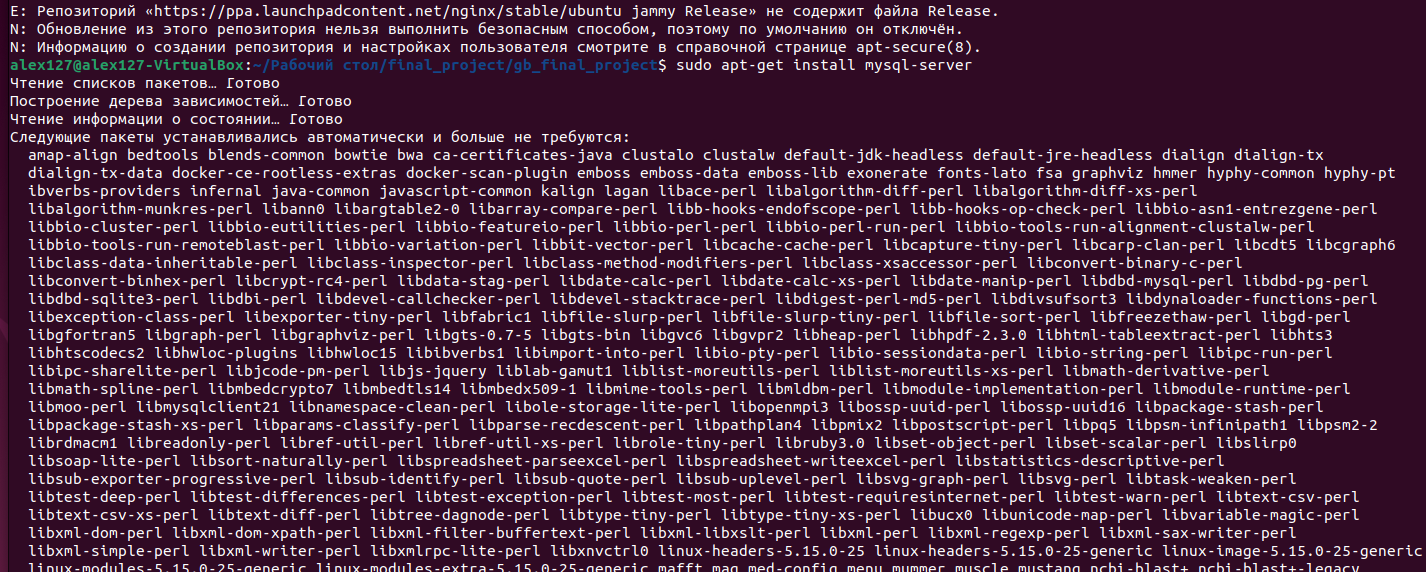 E: Репозиторий «https://ppa.launchpadcontent.net/nginx/stable/ubuntu jammy Release» не содержит файла Release.
N: Обновление из этого репозитория нельзя выполнить безопасным способом, поэтому по умолчанию он отключён.
N: Информацию о создании репозитория и настройках пользователя смотрите в справочной странице apt-secure(8).
alex127@alex127-VirtualBox:~/Рабочий стол/final_project/gb_final_project$ sudo apt-get install mysql-server
Чтение списков пакетов… Готово
Построение дерева зависимостей… Готово
Чтение информации о состоянии… Готово
Следующие пакеты устанавливались автоматически и больше не требуются:
amap-align bedtools blends-common bowtie bwa ca-certificates-java clustalo clustalw default-jdk-headless default-jre-headless dialign dialign-tx
dialign-tx-data docker-ce-rootless-extras docker-scan-plugin emboss emboss-data emboss-lib exonerate fonts-lato fsa graphviz hmmer hyphy-common hyphy-pt
ibverbs-providers infernal java-common javascript-common kalign lagan libace-perl libalgorithm-diff-perl libalgorithm-diff-xs-perl
libalgorithm-munkres-perl libann0 libargtable2-0 libarray-compare-perl libb-hooks-endofscope-perl libb-hooks-op-check-perl libbio-asn1-entrezgene-perl
libbio-cluster-perl libbio-eutilities-perl libbio-featureio-perl libbio-perl-perl libbio-perl-run-perl libbio-tools-run-alignment-clustalw-perl
libbio-tools-run-remoteblast-perl libbio-variation-perl libbit-vector-perl libcache-cache-perl libcapture-tiny-perl libcarp-clan-perl libcdt5 libcgraph6
libclass-data-inheritable-perl libclass-inspector-perl libclass-method-modifiers-perl libclass-xsaccessor-perl libconvert-binary-c-perl
libconvert-binhex-perl libcrypt-rc4-perl libdata-stag-perl libdate-calc-perl libdate-calc-xs-perl libdate-manip-perl libdbd-mysql-perl libdbd-pg-perl
libdbd-sqlite3-perl libdbi-perl libdevel-callchecker-perl libdevel-stacktrace-perl libdigest-perl-md5-perl libdivsufsort3 libdynaloader-functions-perl
libexception-class-perl libexporter-tiny-perl libfabric1 libfile-slurp-perl libfile-slurp-tiny-perl libfile-sort-perl libfreezethaw-perl libgd-perl
libgfortran5 libgraph-perl libgraphviz-perl libgts-0.7-5 libgts-bin libgvc6 libgvpr2 libheap-perl libhpdf-2.3.0 libhtml-tableextract-perl libhts3
libhtscodecs2 libhwloc-plugins libhwloc15 libibverbs1 libimport-into-perl libio-pty-perl libio-sessiondata-perl libio-string-perl libipc-run-perl
libipc-sharelite-perl libjcode-pm-perl libjs-jquery liblab-gamut1 liblist-moreutils-perl liblist-moreutils-xs-perl libmath-derivative-perl
libmath-spline-perl libmbedcrypto7 libmbedtls14 libmbedx509-1 libmime-tools-perl libmldbm-perl libmodule-implementation-perl libmodule-runtime-perl
libmoo-perl libmysqlclient21 libnamespace-clean-perl libole-storage-lite-perl libopenmpi3 libossp-uuid-perl libossp-uuid16 libpackage-stash-perl
libpackage-stash-xs-perl libparams-classify-perl libparse-recdescent-perl libpathplan4 libpmix2 libpostscript-perl libpq5 libpsm-infinipath1 libpsm2-2
librdmacm1 libreadonly-perl libref-util-perl libref-util-xs-perl librole-tiny-perl libruby3.0 libset-object-perl libset-scalar-perl libslirp0
libsoap-lite-perl libsort-naturally-perl libspreadsheet-parseexcel-perl libspreadsheet-writeexcel-perl libstatistics-descriptive-perl
libsub-exporter-progressive-perl libsub-identify-perl libsub-quote-perl libsub-uplevel-perl libsvg-graph-perl libsvg-perl libtask-weaken-perl
libtest-deep-perl libtest-differences-perl libtest-exception-perl libtest-most-perl libtest-requiresinternet-perl libtest-warn-perl libtext-csv-perl
libtext-csv-xs-perl libtext-diff-perl libtree-dagnode-perl libtype-tiny-perl libtype-tiny-xs-perl libucx0 libunicode-map-perl libvariable-magic-perl
libxml-dom-perl libxml-dom-xpath-perl libxml-filter-buffertext-perl libxml-libxslt-perl libxml-perl libxml-regexp-perl libxml-sax-writer-perl
libxml-simple-perl libxml-writer-perl libxmlrpc-lite-perl libxnvctrl0 linux-headers-5.15.0-25 linux-headers-5.15.0-25-generic linux-image-5.15.0-25-generic
linux-modules-5.15.0-25-generic linux-modules-extra-5.15.0-25-generic mafft maq med-config menu mummer muscle mustang ncbi-blast+ ncbi-blast+-legacy